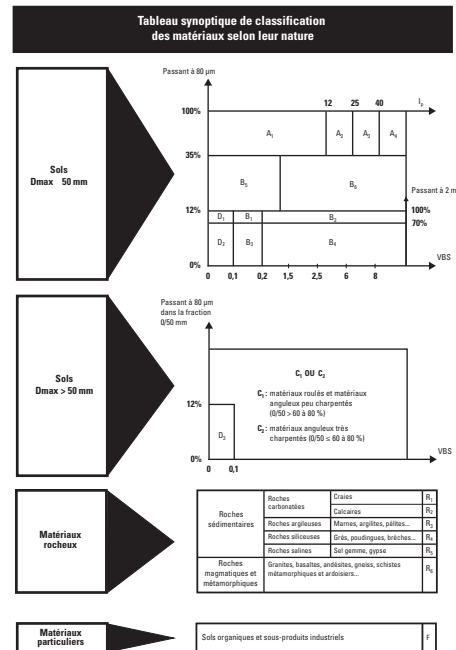 Tableau synoptique de classification
des matériaux selon leur nature
Passant à 80 µm
Ip
100%
12 25 40
A1 A2 A3 A4
Sols
Dmax 50 mm
35%
B5 B6
Passant à 2 m
12%
D1 B1 B2
100%
70%
D2 B3 B4
VBS
0%
0 0,1 0,2 1,5 2,5 6 8
Passant à 80 µm
dans la fraction
0/50 mm
Sols
Dmax > 50 mm
C1 OU C2
C1 : matériaux roulés et matériaux
anguleux peu charpentés
(0/50 > 60 à 80 %)
C2 : matériaux anguleux très
charpentés (0/50 ≤ 60 à 80 %)
12%
D3
VBS
0%
0 0,1
Matériaux
rocheux
Roches
sédimentaires
Roches
carbonatées
Craies R1
Calcaires R2
Roches argileuses Marnes, argilites, pélites... R3
Roches siliceuses Grès, poudingues, brèches... R4
Roches salines Sel gemme, gypse R5
Roches
magmatiques et
métamorphiques
Granites, basaltes, andésites, gneiss, schistes
métamorphiques et ardoisiers... R6
Matériaux
particuliers
Sols organiques et sous-produits industriels F